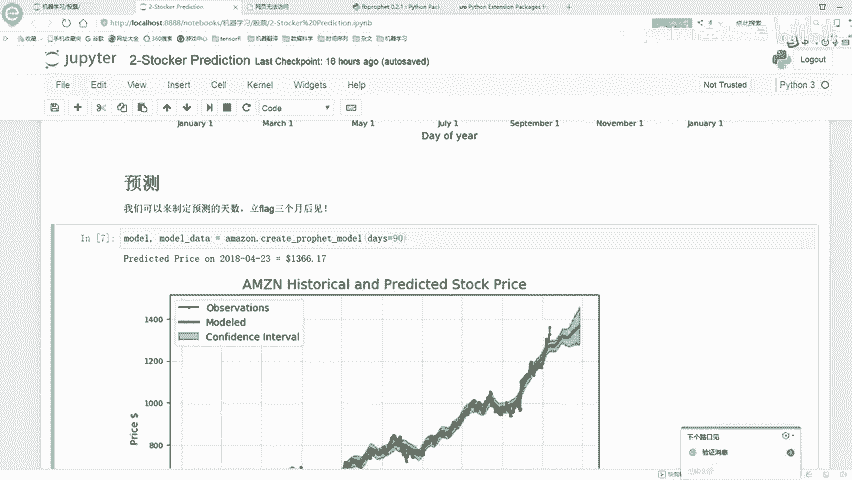 机器学习/股票/
2-Stocker Prediction
网页无法访问
fbprophet 0.2.1 : Python Pac
Python Extension Packages f
http://localhost:8888/notebooks/机器学习/股票/2-Stocker%20Prediction.ipynb
jupyter 2-Stocker Prediction Last Checkpoint: 16 hours ago (autosaved)
Logout
File Edit View Insert Cell Kernel Widgets Help
Not Trusted
Python 3
Code
January 1 March 1 May 1 July 1 September 1 November 1 January 1
Day of year
预测
我们可以来制定预测的天数，立flag三个月后见！
In [7]: model, model_data = amazon.create_prophet_model(days=90)
Predicted Price on 2018-04-23 = $1366.17
AMZN Historical and Predicted Stock Price
Observations
Modeled
Confidence Interval
1400
1200
1000
800
Price $
下个路口见
验证消息